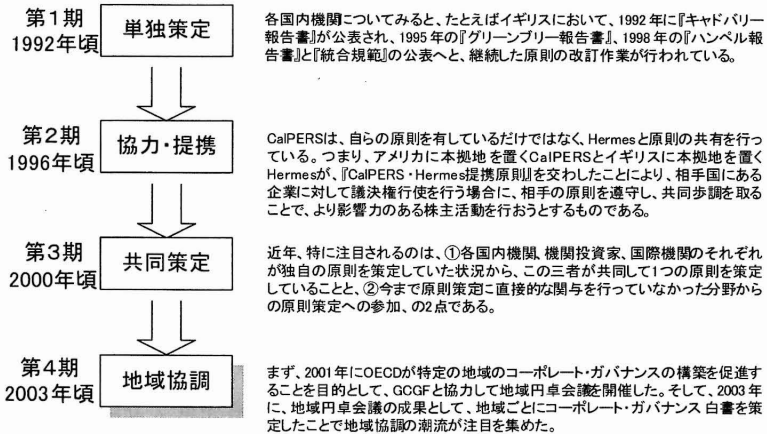 第1期
1992年頃
単独策定
各国内機関についてみると、たとえばイギリスにおいて、1992年に『キャドバリー
報告書』が公表され、1995年の『グリーンブリー報告書』、1998年の『ハンペル報
告書』と『統合規範』の公表へと、継続した原則の改訂作業が行われている。
第2期
1996年頃
協力・提携
CalPERSは、自らの原則を有しているだけではなく、Hermesと原則の共有を行っ
ている。つまり、アメリカに本拠地を置くCalPERSとイギリスに本拠地を置く
Hermesが、『CalPERS・Hermes提携原則』を交わしたことにより、相手国にある
企業に対して議決権行使を行う場合に、相手の原則を遵守し、共同歩調を取る
ことで、より影響力のある株主活動を行おうとするものである。
第3期
2000年頃
共同策定
近年、特に注目されるのは、①各国内機関、機関投資家、国際機関のそれぞれ
が独自の原則を策定していた状況から、この三者が共同して1つの原則を策定
していることと、②今まで原則策定に直接的な関与を行っていなかった分野から
の原則策定への参加、の2点である。
第4期
2003年頃
地域協調
まず、2001年にOECDが特定の地域のコーポレート・ガバナンスの構築を促進す
ることを目的として、GCGFと協力して地域円卓会議を開催した。そして、2003年
に、地域円卓会議の成果として、地域ごとにコーポレート・ガバナンス白書を策
定したことで地域協調の潮流が注目を集めた。